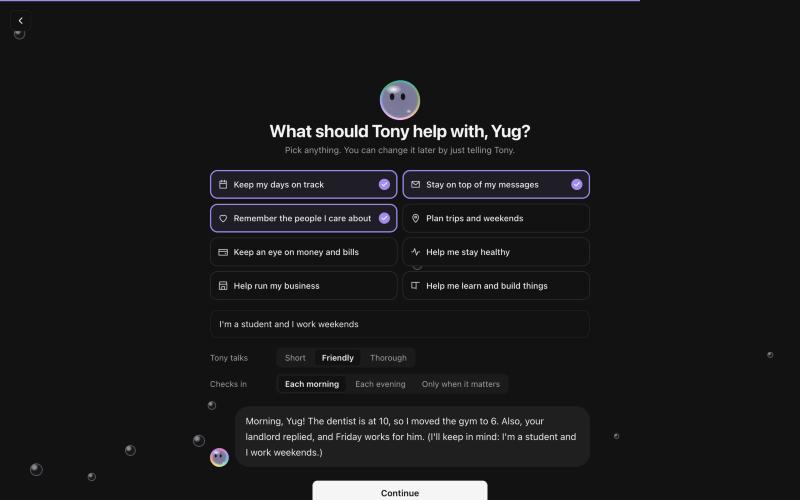 What should Tony help with, Yug?
Pick anything. You can change it later by just telling Tony.
Keep my days on track
Stay on top of my messages
Remember the people I care about
Plan trips and weekends
Keep an eye on money and bills
Help me stay healthy
Help run my business
Help me learn and build things
I'm a student and I work weekends
Tony talks
Short
Friendly
Thorough
Checks in
Each morning
Each evening
Only when it matters
Morning, Yug! The dentist is at 10, so I moved the gym to 6. Also, your
landlord replied, and Friday works for him. (I'll keep in mind: I'm a student and
I work weekends.)
Continue